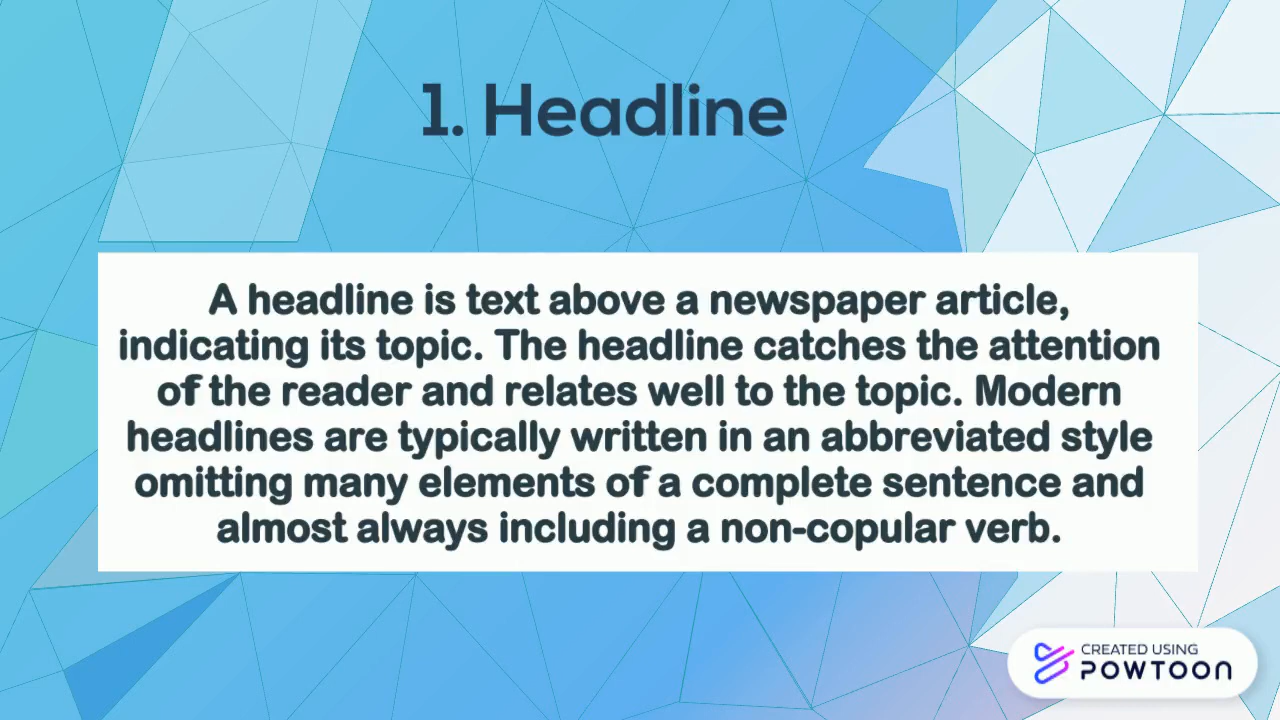 1. Headline
A headline is text above a newspaper article,
indicating its topic. The headline catches the attention
of the reader and relates well to the topic. Modern
headlines are typically written in an abbreviated style
omitting many elements of a complete sentence and
almost always including a non-copular verb.
CREATED USING
POWTOON